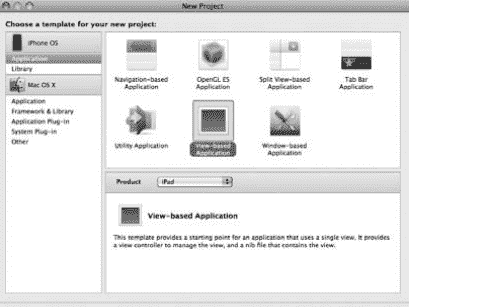 New Project
Choose a template for your new project:
iPhone OS
Application
Library
Mac OS X
Application
Framework & Library
Application Plug-in
System Plug-in
Other
Navigation-based
Application
OpenGL ES
Application
Split View-based
Application
Tab Bar
Application
Utility Application
View-based
Application
Window-based
Application
Product
iPad
View-based Application
This template provides a starting point for an application that uses a single view. It provides
a view controller to manage the view, and a nib file that contains the view.